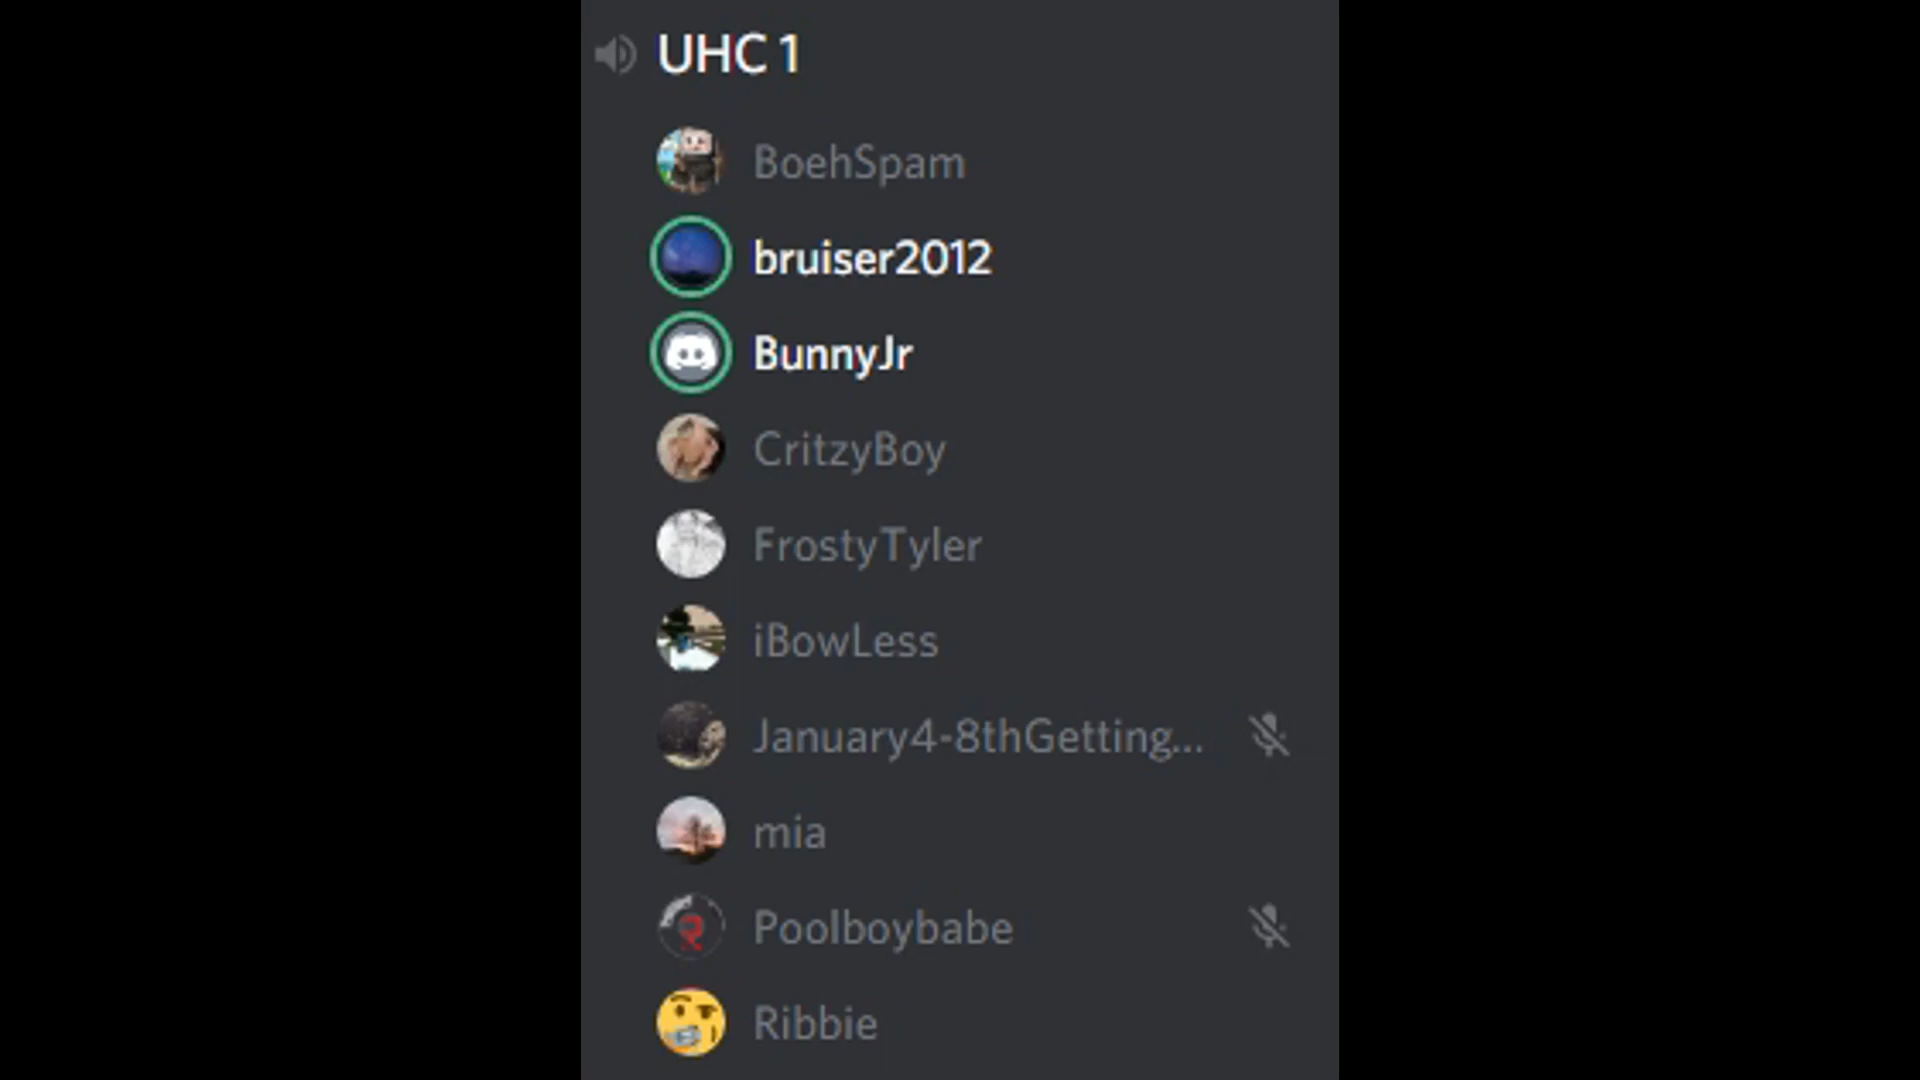 UHC 1
BoehSpam
bruiser2012
BunnyJr
CritzyBoy
FrostyTyler
iBowLess
January4-8thGetting...
mia
Poolboybabe
Ribbie